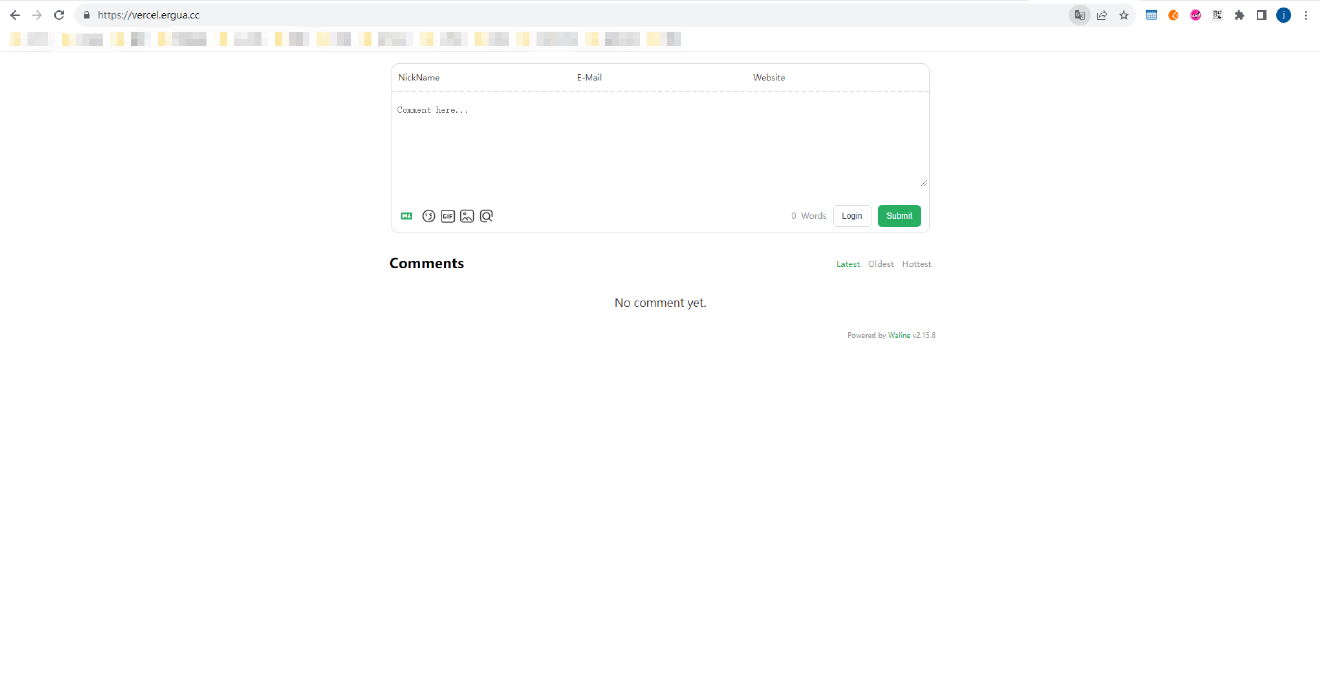 https://vercel.ergua.cc
j
NickName E-Mail Website
Comment here...
M↓ GIF 0 Words Login Submit
Comments Latest Oldest Hottest
No comment yet.
Powered by Waline v2.15.8